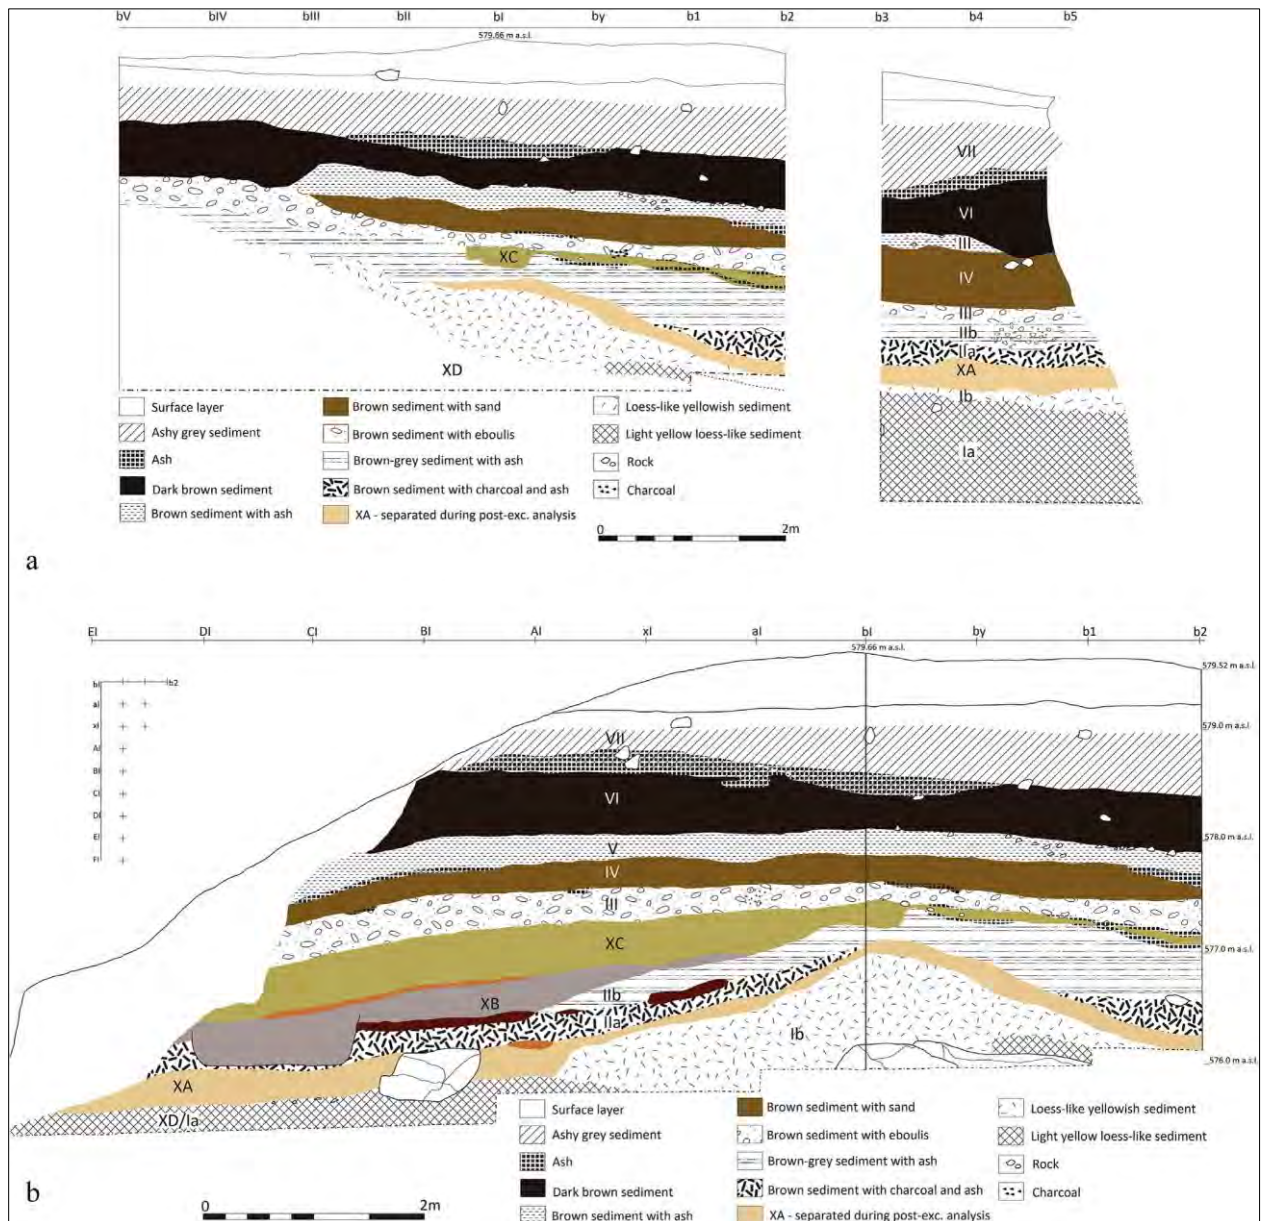 bV bIV bIII bII bI by b1 b2 b3 b4 b5
579.66 m a.s.l.
VII
VI
III
XC
IV
III
IIb
IIa
XD
XA
Ib
Ia
Surface layer
Brown sediment with sand
Loess-like yellowish sediment
Ashy grey sediment
Brown sediment with eboulis
Light yellow loess-like sediment
Ash
Brown-grey sediment with ash
Rock
Dark brown sediment
Brown sediment with charcoal and ash
Charcoal
Brown sediment with ash
XA - separated during post-exc. analysis
0 2m
a
EI DI CI BI AI xI aI bI by b1 b2
579.66 m a.s.l.
579.52 m a.s.l.
bI b2
aI
xI
AI
BI
CI
DI
EI
FI
579.0 m a.s.l.
VII
VI
578.0 m a.s.l.
V
IV
III
XC
577.0 m a.s.l.
XB
IIb
IIa
Ib
576.0 m a.s.l.
XA
XD/Ia
Surface layer
Brown sediment with sand
Loess-like yellowish sediment
Ashy grey sediment
Brown sediment with eboulis
Light yellow loess-like sediment
Ash
Brown-grey sediment with ash
Rock
Dark brown sediment
Brown sediment with charcoal and ash
Charcoal
Brown sediment with ash
XA - separated during post-exc. analysis
0 2m
b